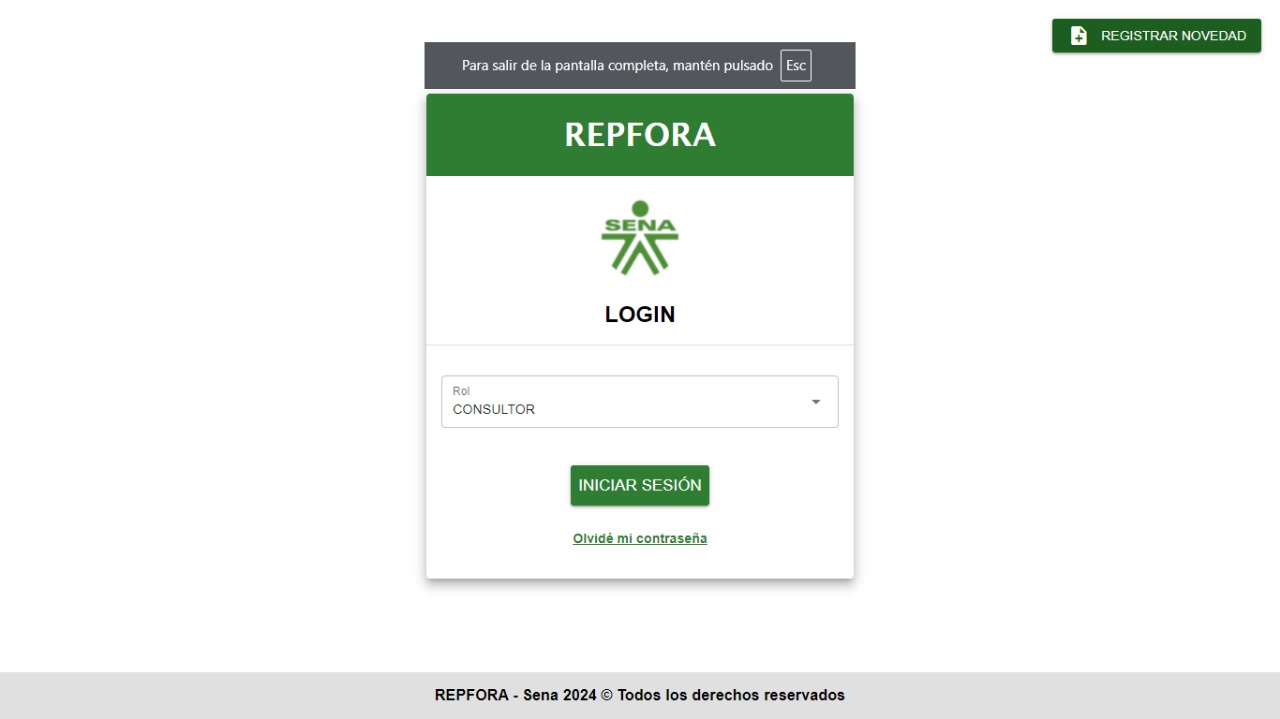 REGISTRAR NOVEDAD
Para salir de la pantalla completa, mantén pulsado Esc
REPFORA
SENA
LOGIN
Rol
CONSULTOR
INICIAR SESIÓN
Olvidé mi contraseña
REPFORA - Sena 2024 © Todos los derechos reservados